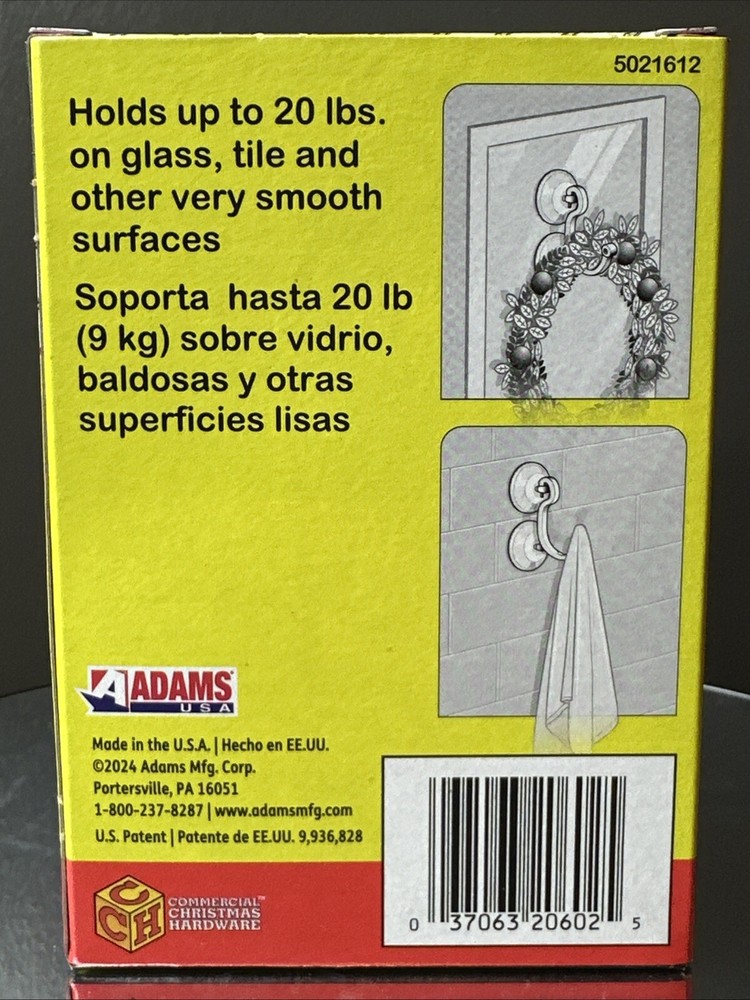 5021612
Holds up to 20 lbs.
on glass, tile and
other very smooth
surfaces
Soporta hasta 20 lb
(9 kg) sobre vidrio,
baldosas y otras
superficies lisas
A ADAMS
USA
Made in the U.S.A. | Hecho en EE.UU.
©2024 Adams Mfg. Corp.
Portersville, PA 16051
1-800-237-8287 | www.adamsmfg.com
U.S. Patent | Patente de EE.UU. 9,936,828
CCH
COMMERCIAL™
CHRISTMAS
HARDWARE
0 37063 20602 5